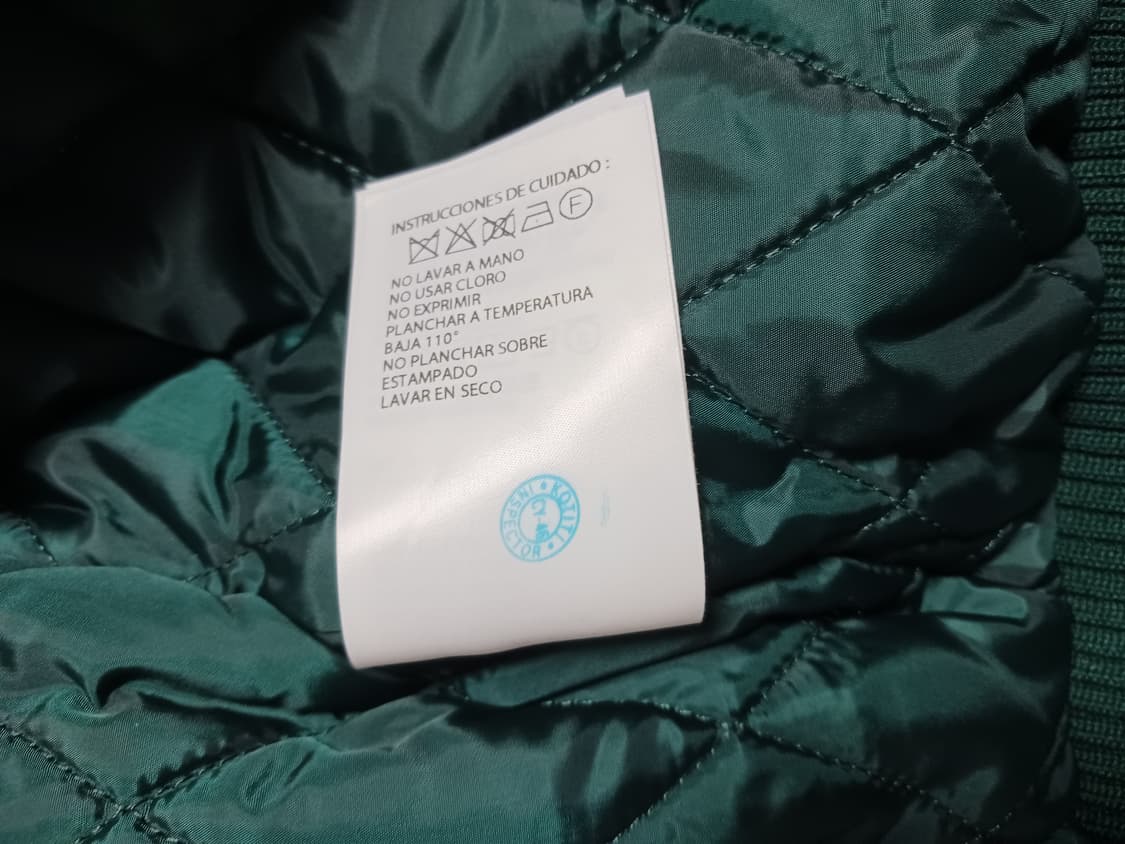 INSTRUCCIONES DE CUIDADO :
F
NO LAVAR A MANO
NO USAR CLORO
NO EXPRIMIR
PLANCHAR A TEMPERATURA
BAJA 110°
NO PLANCHAR SOBRE
ESTAMPADO
LAVAR EN SECO
KOTITI
INSPECTOR